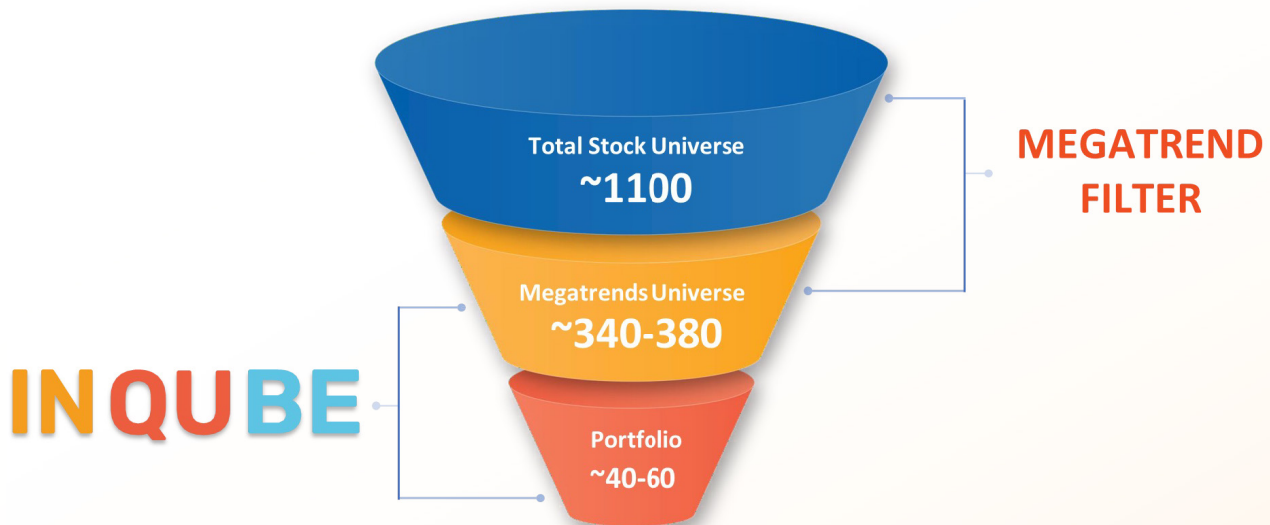 Total Stock Universe
~1100
MEGATREND
FILTER
Megatrends Universe
~340-380
INQUBE
Portfolio
~40-60